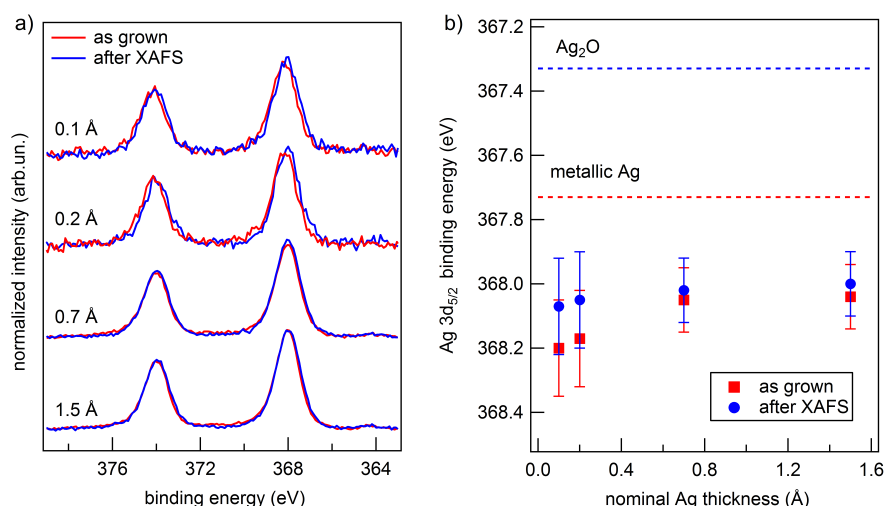 a)
as grown
after XAFS
0.1 Å
0.2 Å
0.7 Å
1.5 Å
normalized intensity (arb.un.)
376 372 368 364
binding energy (eV)
b)
367.2
367.4
367.6
367.8
368.0
368.2
368.4
Ag 3d5/2 binding energy (eV)
Ag2O
metallic Ag
as grown
after XAFS
0.0 0.4 0.8 1.2 1.6
nominal Ag thickness (Å)